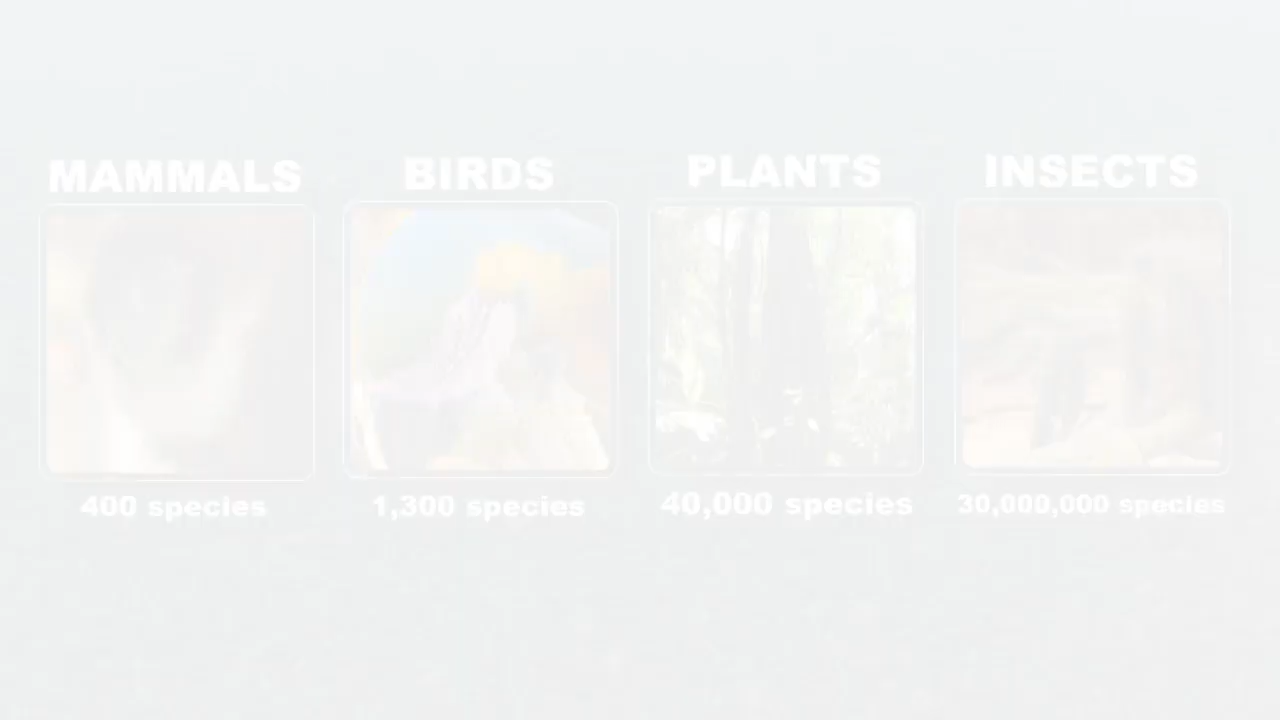 MAMMALS
BIRDS
PLANTS
INSECTS
400 species
1,300 species
40,000 species
30,000,000 species